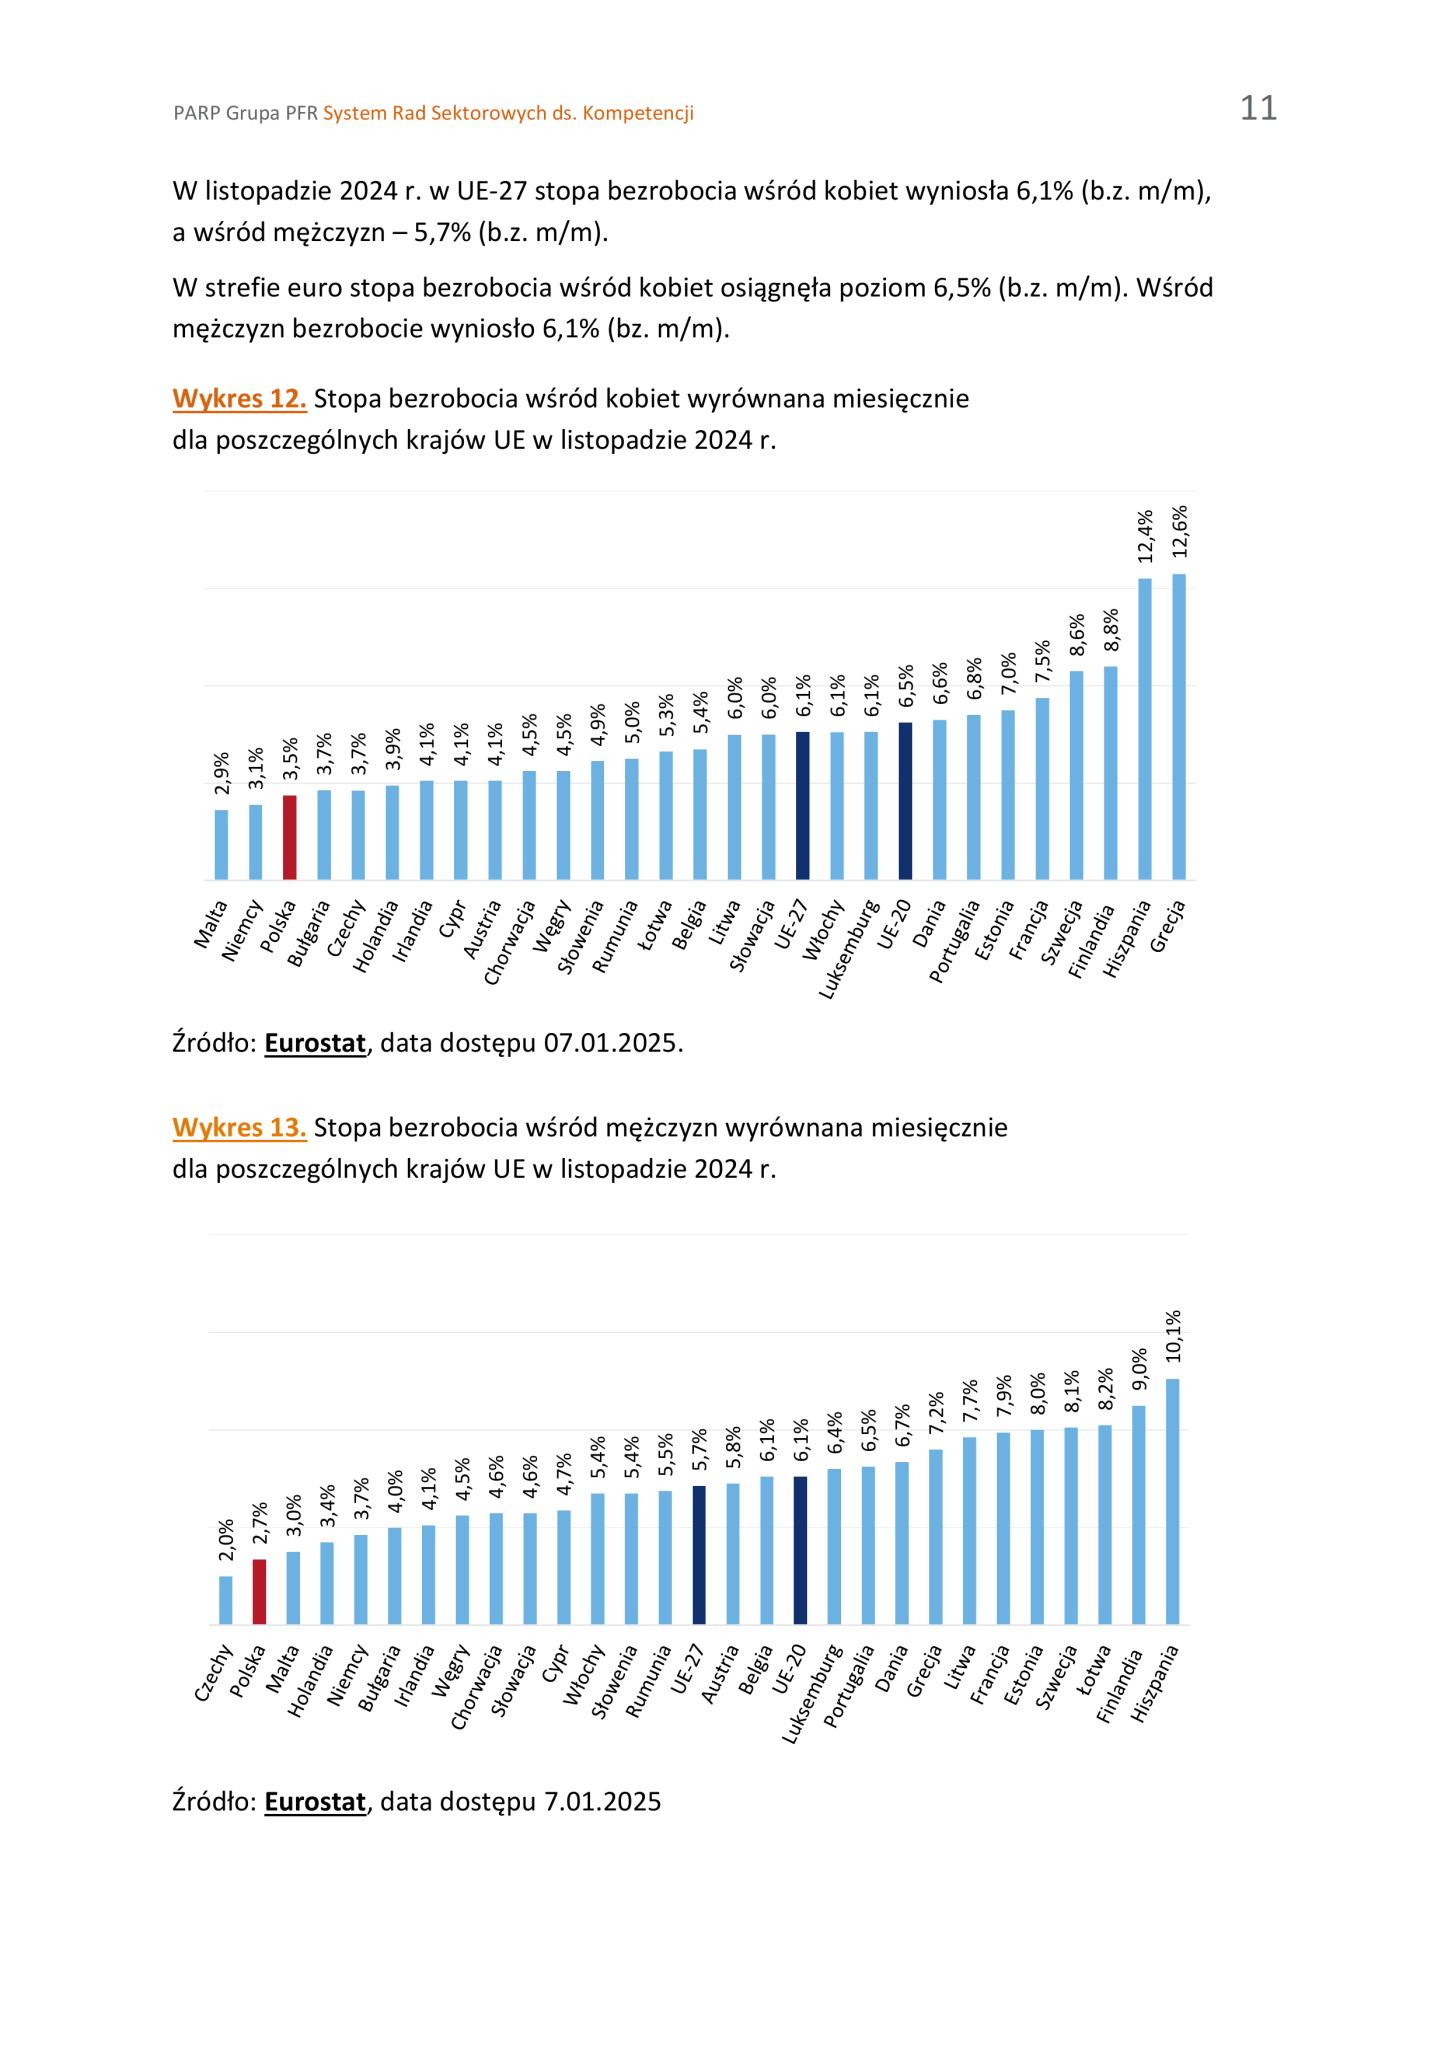 PARP Grupa PFR System Rad Sektorowych ds. Kompetencji
11
W listopadzie 2024 r. w UE-27 stopa bezrobocia wśród kobiet wyniosła 6,1% (b.z. m/m),
a wśród mężczyzn – 5,7% (b.z. m/m).
W strefie euro stopa bezrobocia wśród kobiet osiągnęła poziom 6,5% (b.z. m/m). Wśród
mężczyzn bezrobocie wyniosło 6,1% (bz. m/m).
Wykres 12. Stopa bezrobocia wśród kobiet wyrównana miesięcznie
dla poszczególnych krajów UE w listopadzie 2024 r.
2,9%
3,1%
3,5%
3,7%
3,7%
3,9%
4,1%
4,1%
4,1%
4,5%
4,5%
4,9%
5,0%
5,3%
5,4%
6,0%
6,0%
6,1%
6,1%
6,1%
6,5%
6,6%
6,8%
7,0%
7,5%
8,6%
8,8%
12,4%
12,6%
Malta
Niemcy
Polska
Bułgaria
Czechy
Holandia
Irlandia
Cypr
Austria
Chorwacja
Węgry
Słowenia
Rumunia
Łotwa
Belgia
Litwa
Słowacja
UE-27
Włochy
Luksemburg
UE-20
Dania
Portugalia
Estonia
Francja
Szwecja
Finlandia
Hiszpania
Grecja
Źródło: Eurostat, data dostępu 07.01.2025.
Wykres 13. Stopa bezrobocia wśród mężczyzn wyrównana miesięcznie
dla poszczególnych krajów UE w listopadzie 2024 r.
2,0%
2,7%
3,0%
3,4%
3,7%
4,0%
4,1%
4,5%
4,6%
4,6%
4,7%
5,4%
5,4%
5,5%
5,7%
5,8%
6,1%
6,1%
6,4%
6,5%
6,7%
7,2%
7,7%
7,9%
8,0%
8,1%
8,2%
9,0%
10,1%
Czechy
Polska
Malta
Holandia
Niemcy
Bułgaria
Irlandia
Węgry
Chorwacja
Słowacja
Cypr
Włochy
Słowenia
Rumunia
UE-27
Austria
Belgia
UE-20
Luksemburg
Portugalia
Dania
Grecja
Litwa
Francja
Estonia
Szwecja
Łotwa
Finlandia
Hiszpania
Źródło: Eurostat, data dostępu 7.01.2025